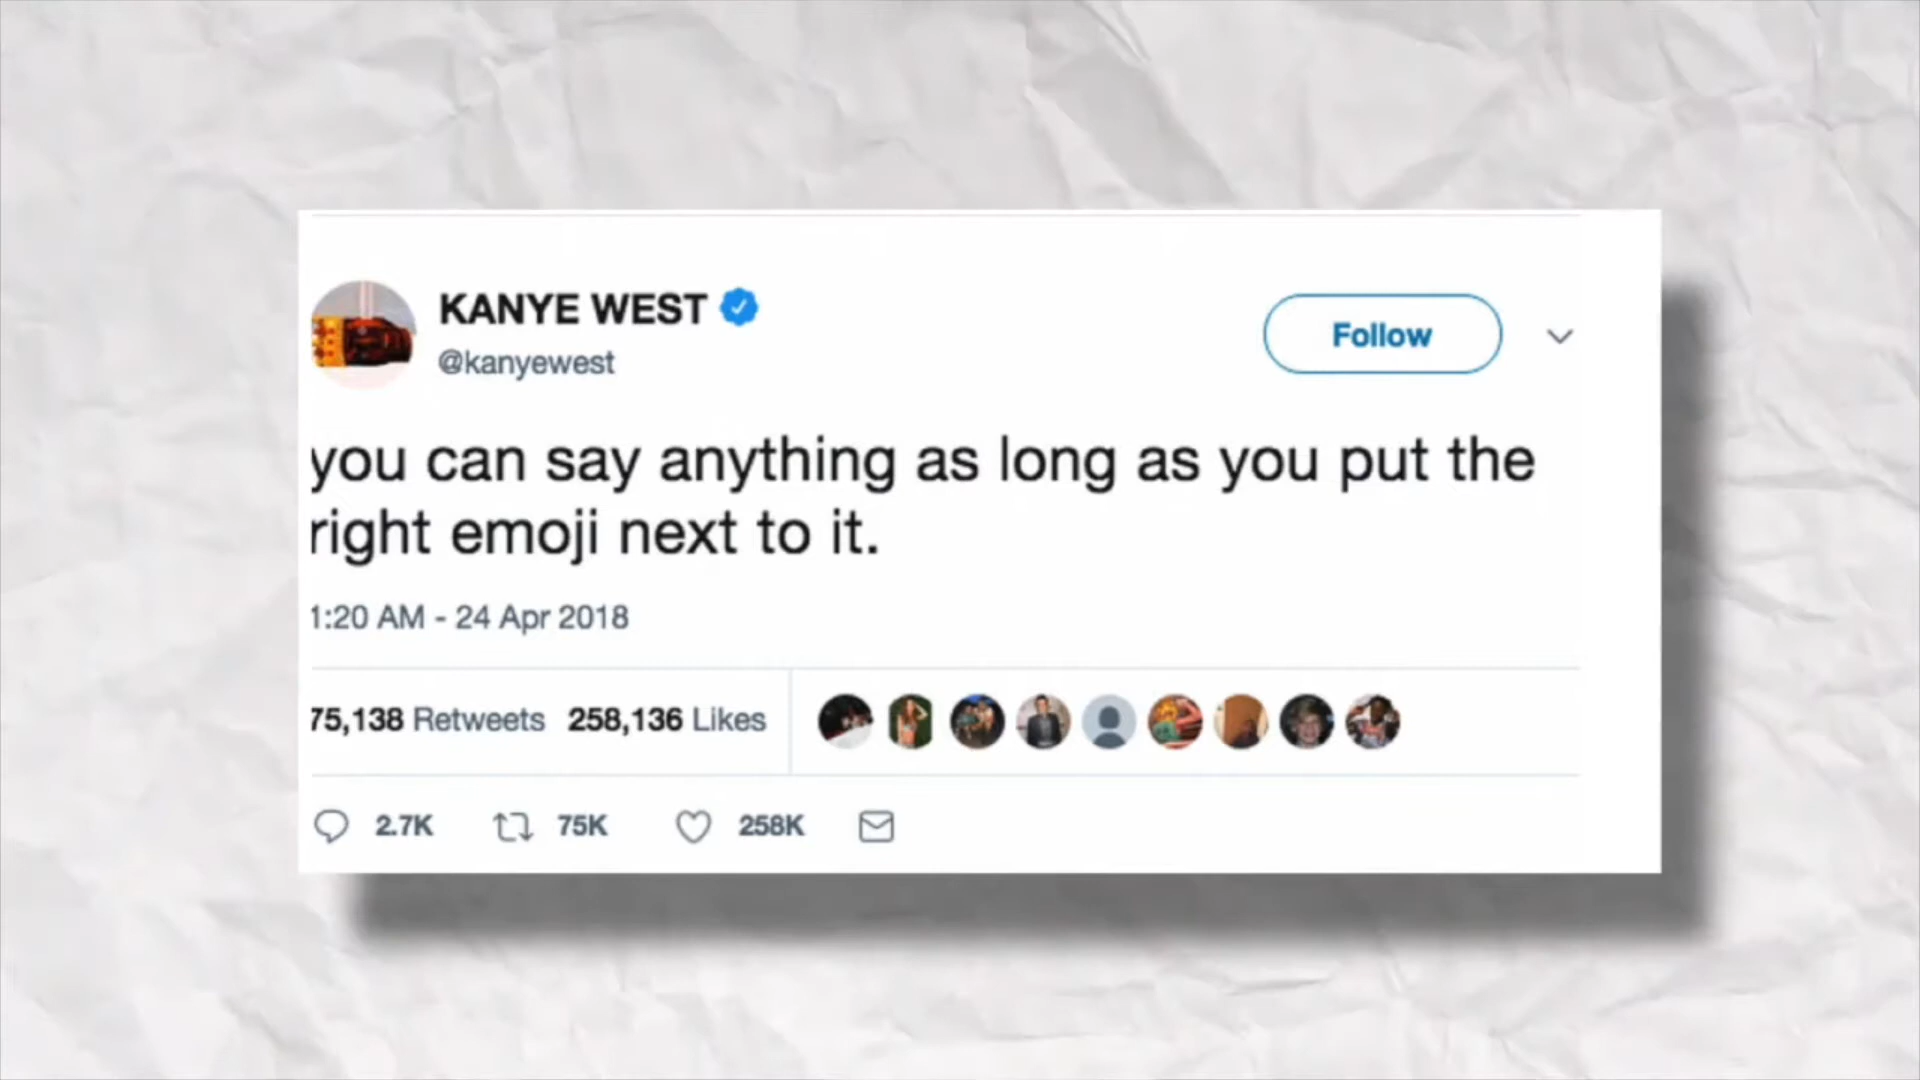 KANYE WEST
@kanyewest
Follow
you can say anything as long as you put the
right emoji next to it.
1:20 AM - 24 Apr 2018
75,138 Retweets 258,136 Likes
2.7K 75K 258K